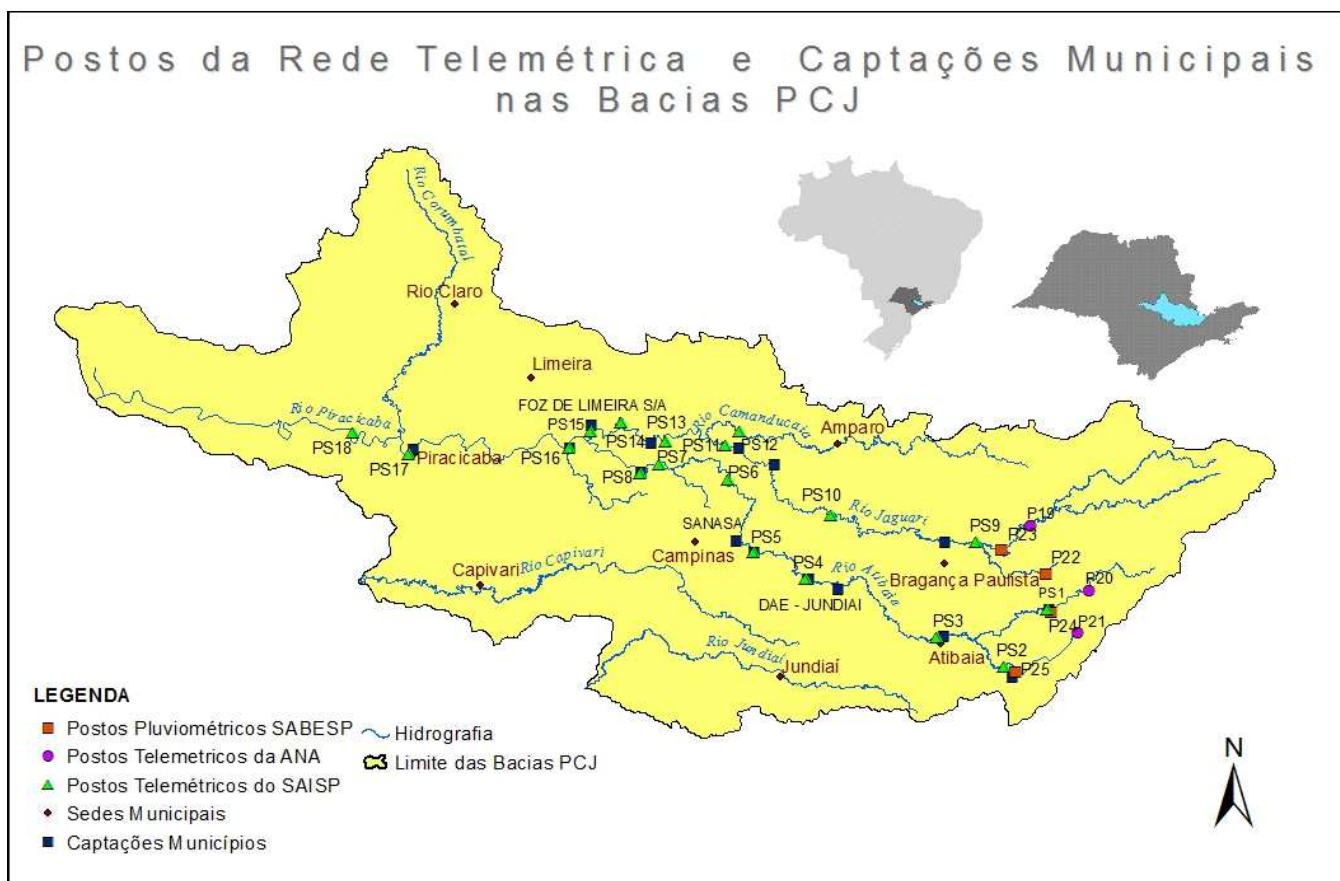 Postos da Rede Telemétrica e Captações Municipais
nas Bacias PCJ
Rio Corumbataí
Rio Claro
Limeira
FOZ DE LIMEIRA S/A
Rio Piracicaba
PS18
PS17
Piracicaba
PS16
PS15
PS14
PS13
PS11
PS12
Rio Camanducaia
Amparo
PS8
PS7
PS6
PS10
Rio Jaguari
PS9
P19
P23
P22
SANASA
Campinas
PS5
PS4
DAE - JUNDIAI
Rio Atibaia
Bragança Paulista
P20
PS1
P24
P21
PS3
Atibaia
PS2
P25
Capivari
Rio Capivari
Rio Jundiaí
Jundiaí
LEGENDA
Postos Pluviométricos SABESP
Postos Telemetricos da ANA
Postos Telemétricos do SAISP
Sedes Municipais
Captações Municípios
Hidrografia
Limite das Bacias PCJ
N